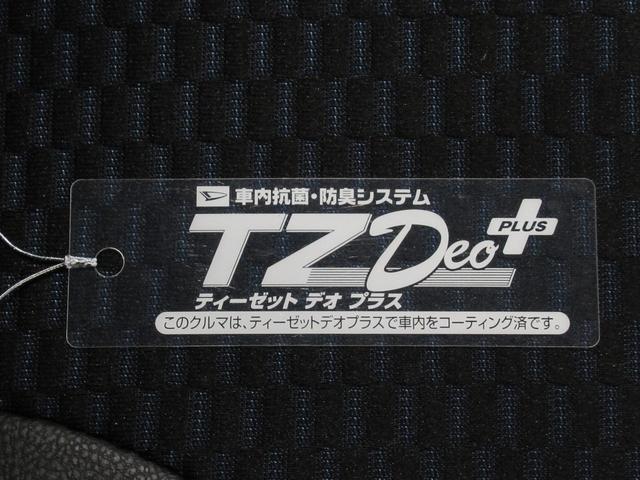 車内抗菌・防臭システム
TZ Deo PLUS
ティーゼット デオ プラス
このクルマは、ティーゼットデオプラスで車内をコーティング済です。